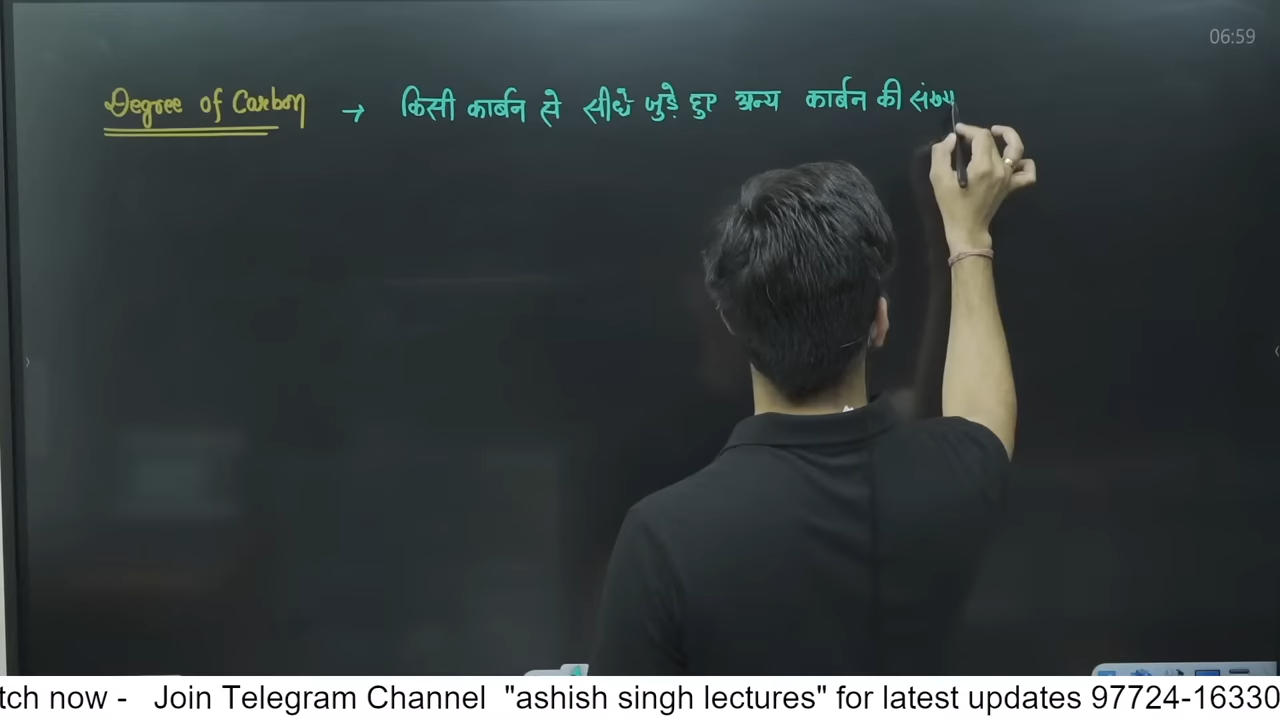 06:59
Degree of Carbon → किसी कार्बन से सीधे जुड़े हुए अन्य कार्बन की संख्य
tch now - Join Telegram Channel "ashish singh lectures" for latest updates 97724-16330